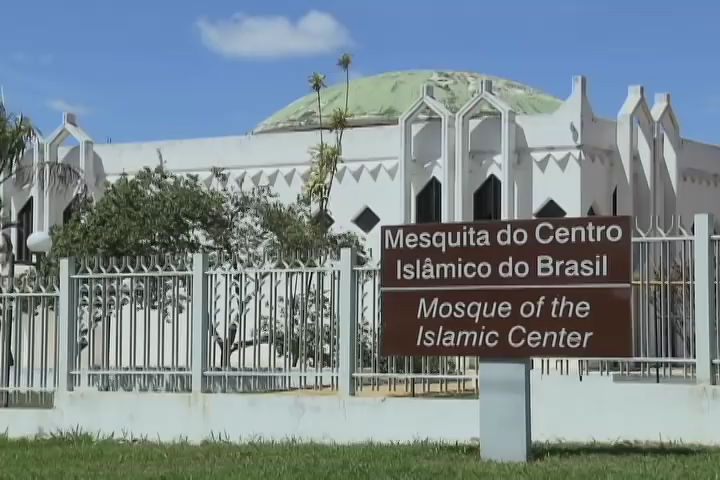 Mesquita do Centro
Islâmico do Brasil
Mosque of the
Islamic Center